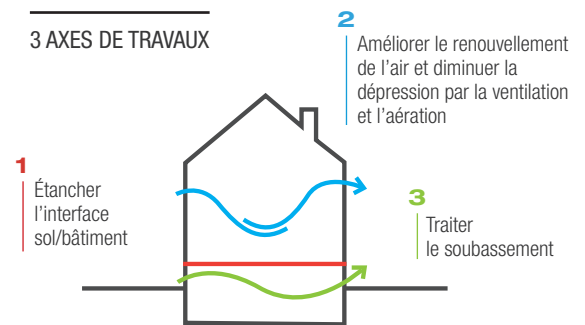 3 AXES DE TRAVAUX
1
Étancher
l'interface
sol/bâtiment
2
Améliorer le renouvellement
de l'air et diminuer la
dépression par la ventilation
et l'aération
3
Traiter
le soubassement